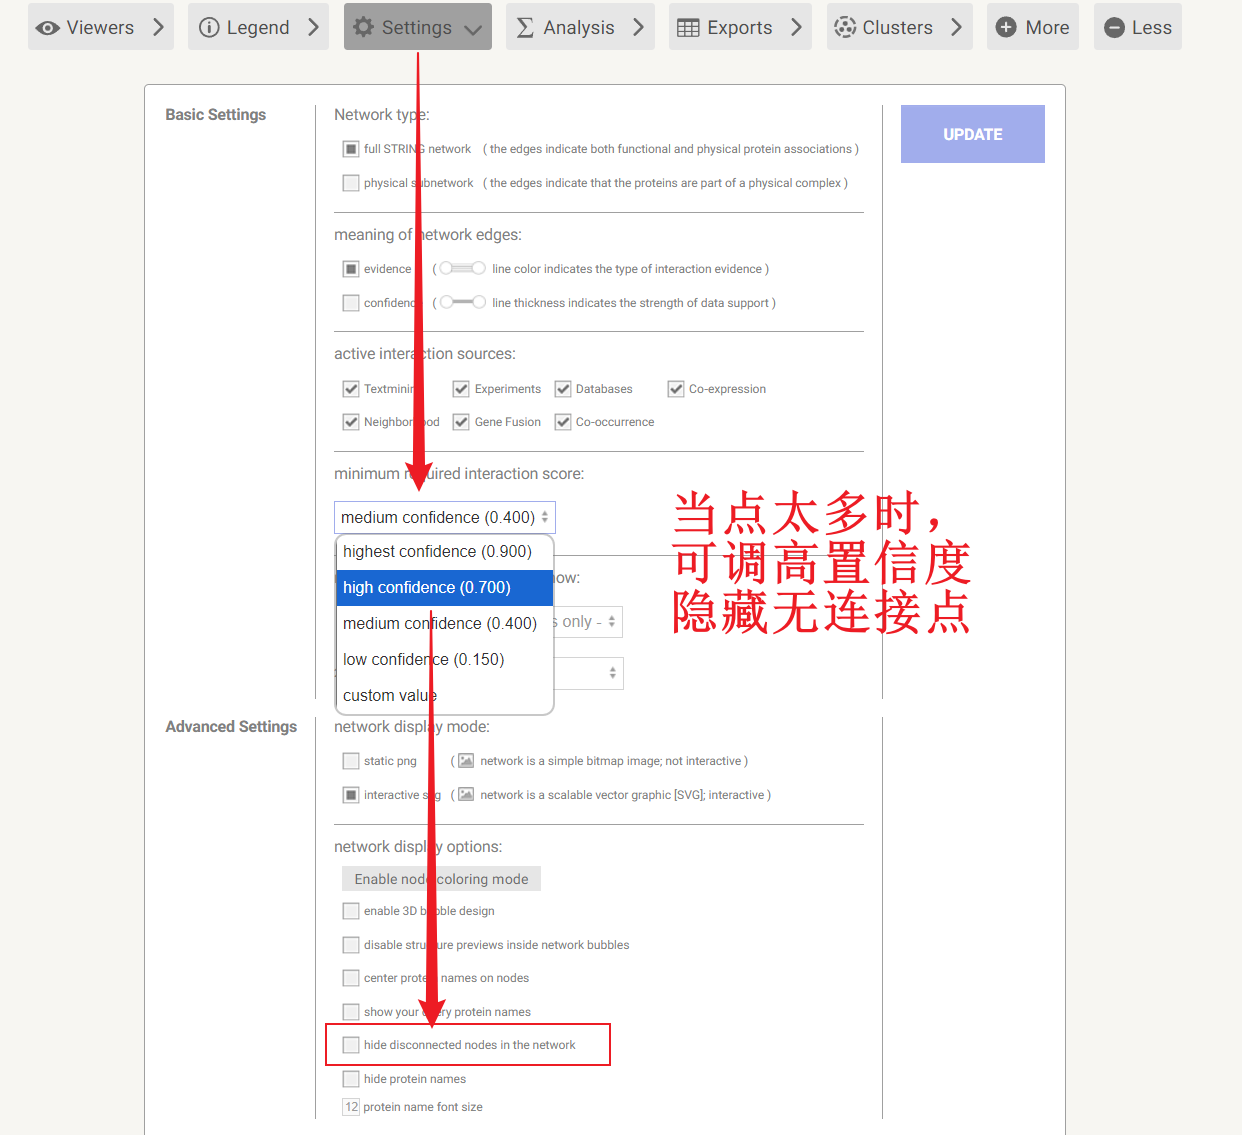 Viewers
Legend
Settings
Analysis
Exports
Clusters
More
Less
Basic Settings
Network type:
UPDATE
full STRING network ( the edges indicate both functional and physical protein associations )
physical subnetwork ( the edges indicate that the proteins are part of a physical complex )
meaning of network edges:
evidence ( line color indicates the type of interaction evidence )
confidence ( line thickness indicates the strength of data support )
active interaction sources:
Textmining Experiments Databases Co-expression
Neighborhood Gene Fusion Co-occurrence
minimum required interaction score:
medium confidence (0.400)
highest confidence (0.900)
high confidence (0.700)
medium confidence (0.400)
low confidence (0.150)
custom value
only -
当点太多时，
可调高置信度
隐藏无连接点
Advanced Settings
network display mode:
static png ( network is a simple bitmap image; not interactive )
interactive svg ( network is a scalable vector graphic [SVG]; interactive )
network display options:
Enable node coloring mode
enable 3D bubble design
disable structure previews inside network bubbles
center protein names on nodes
show your query protein names
hide disconnected nodes in the network
hide protein names
12 protein name font size